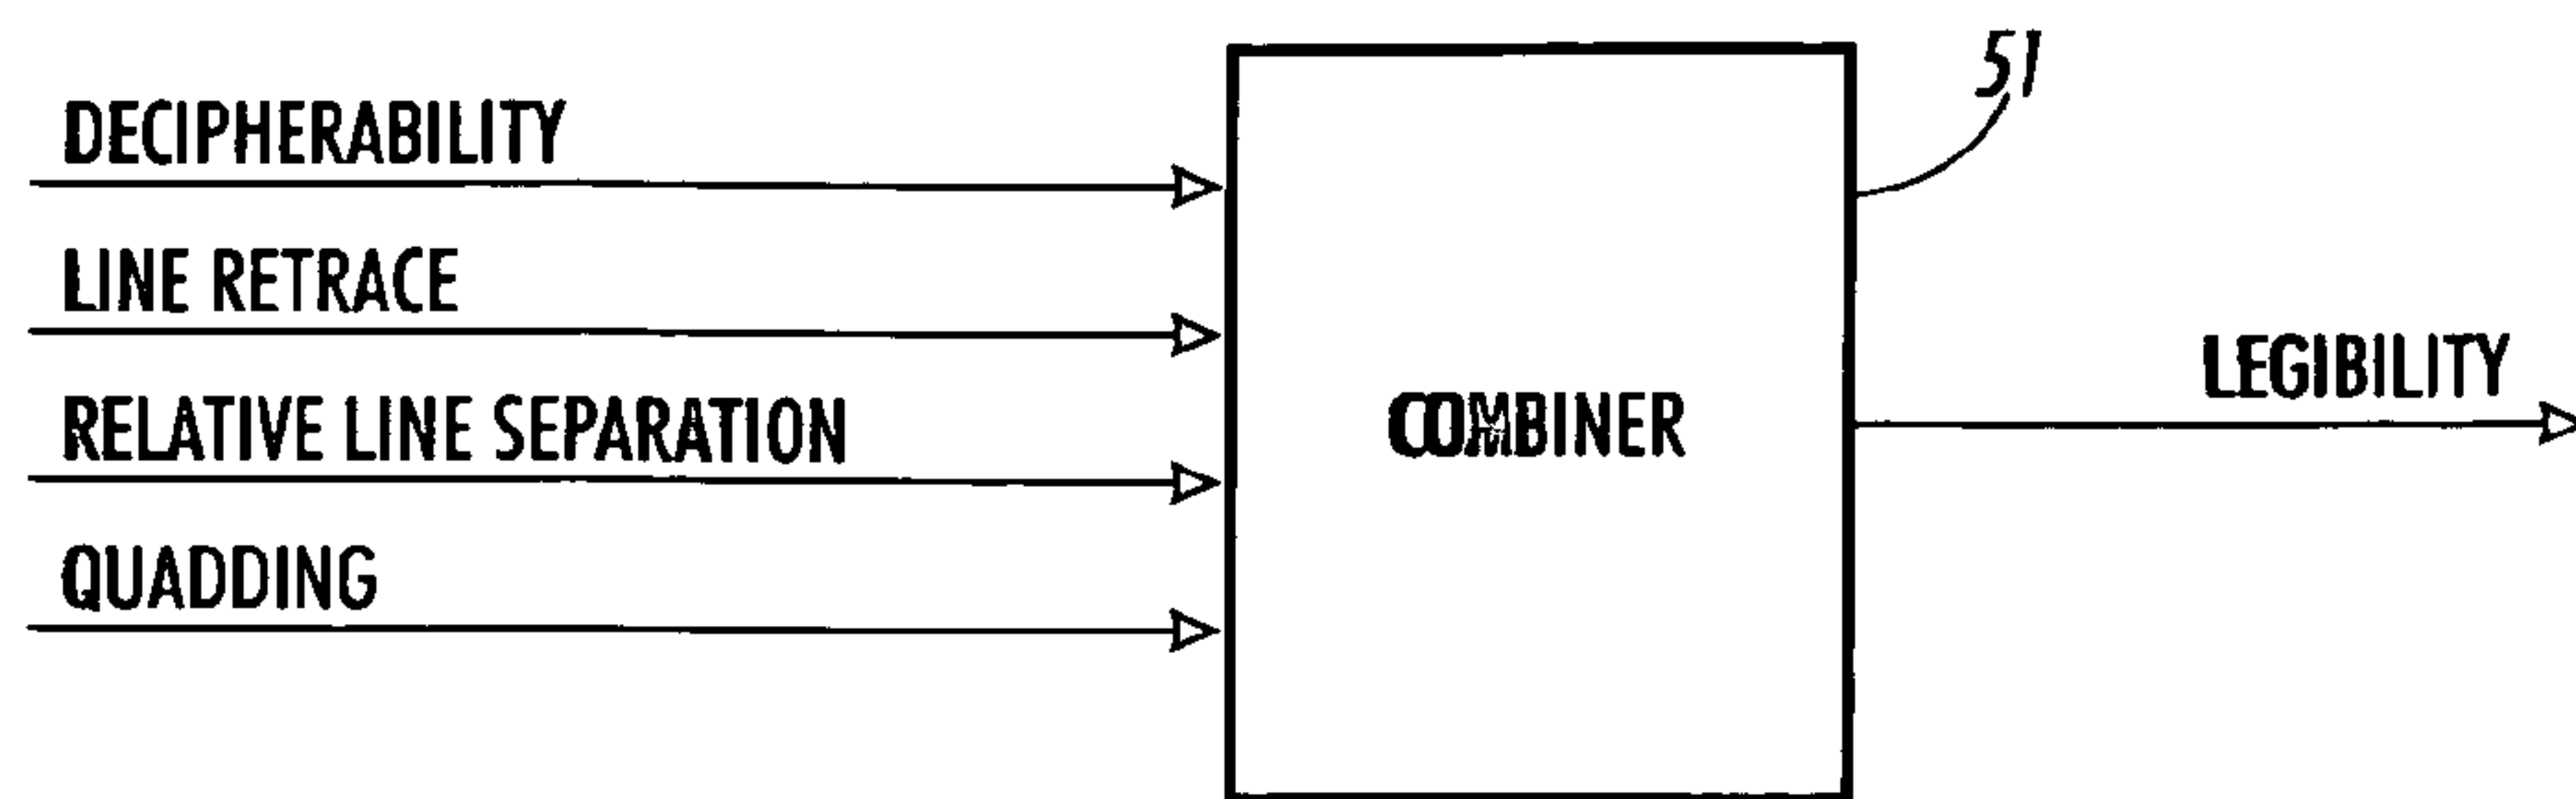 51
DECIPHERABILITY
LINE RETRACE
LEGIBILITY
RELATIVE LINE SEPARATION
COMBINER
QUADDING